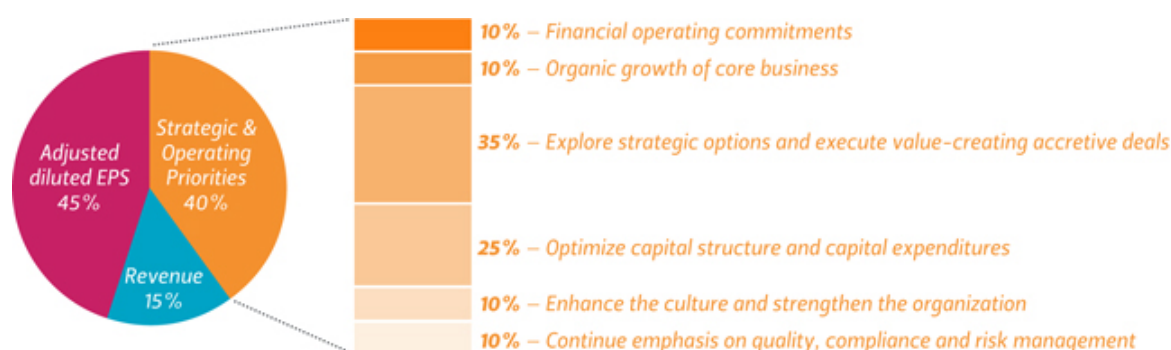 Adjusted
diluted EPS
45%
Strategic &
Operating
Priorities
40%
Revenue
15%
10% – Financial operating commitments
10% – Organic growth of core business
35% – Explore strategic options and execute value-creating accretive deals
25% – Optimize capital structure and capital expenditures
10% – Enhance the culture and strengthen the organization
10% – Continue emphasis on quality, compliance and risk management